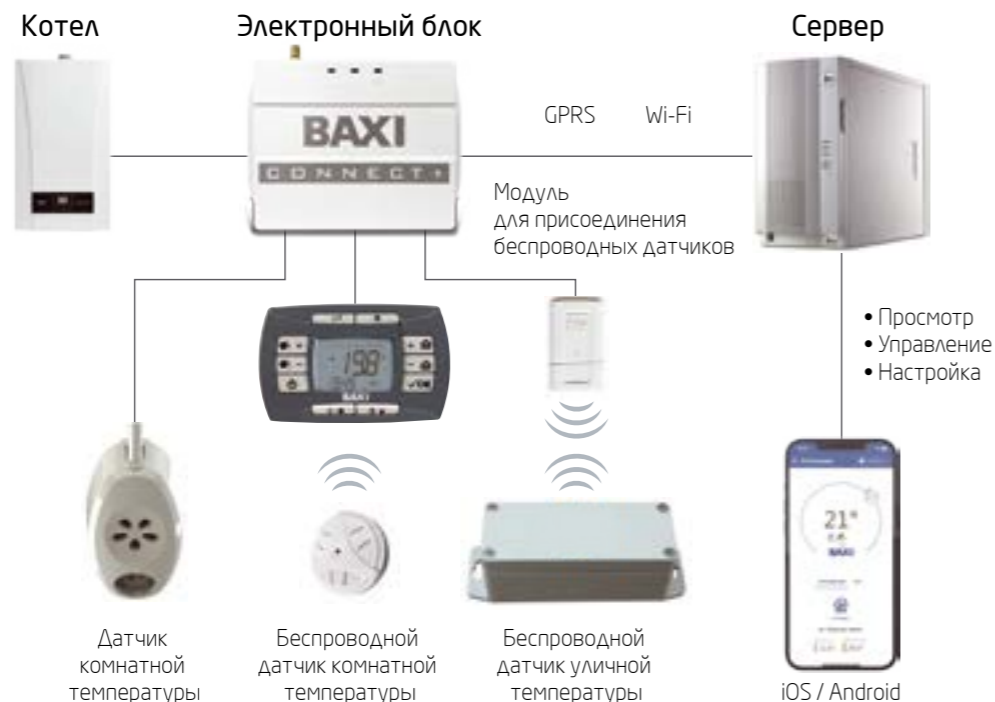 Котел
Электронный блок
Сервер
BAXI
CONNECT+
GPRS
Wi-Fi
Модуль
для присоединения
беспроводных датчиков
• Просмотр
• Управление
• Настройка
19.8
BAXI
21°
BAXI
Датчик
комнатной
температуры
Беспроводной
датчик комнатной
температуры
Беспроводной
датчик уличной
температуры
iOS / Android